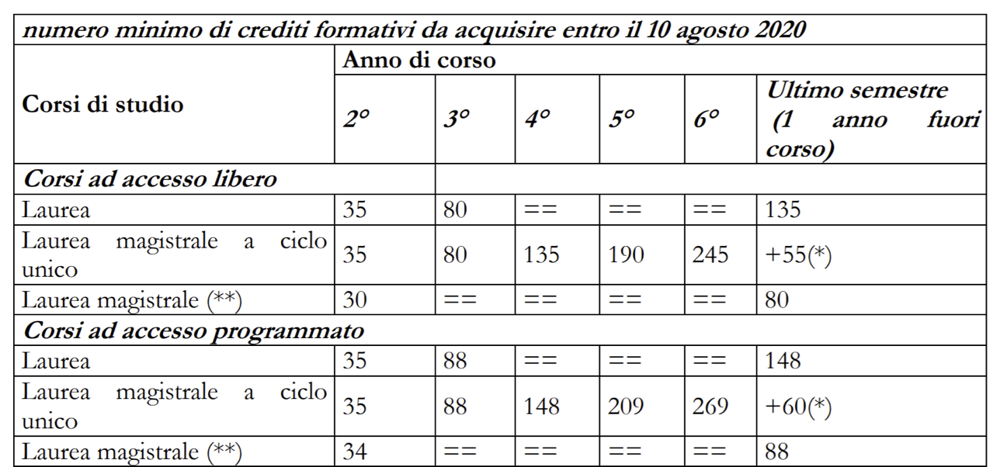 numero minimo di crediti formativi da acquisire entro il 10 agosto 2020
Corsi di studio
Anno di corso
2° 3° 4° 5° 6° Ultimo semestre
(1 anno fuori
corso)
Corsi ad accesso libero
Laurea 35 80 == == == 135
Laurea magistrale a ciclo
unico 35 80 135 190 245 +55(*)
Laurea magistrale (**) 30 == == == == 80
Corsi ad accesso programmato
Laurea 35 88 == == == 148
Laurea magistrale a ciclo
unico 35 88 148 209 269 +60(*)
Laurea magistrale (**) 34 == == == == 88